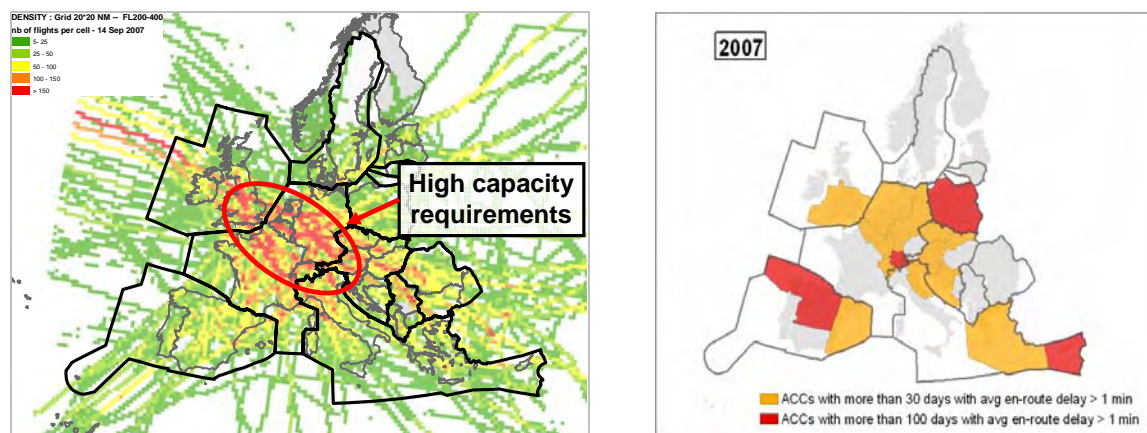 DENSITY : Grid 20*20 NM -- FL200-400
nb of flights per cell - 14 Sep 2007
5- 25
25 - 50
50 - 100
100 - 150
> 150
High capacity
requirements
2007
ACCs with more than 30 days with avg en-route delay > 1 min
ACCs with more than 100 days with avg en-route delay > 1 min